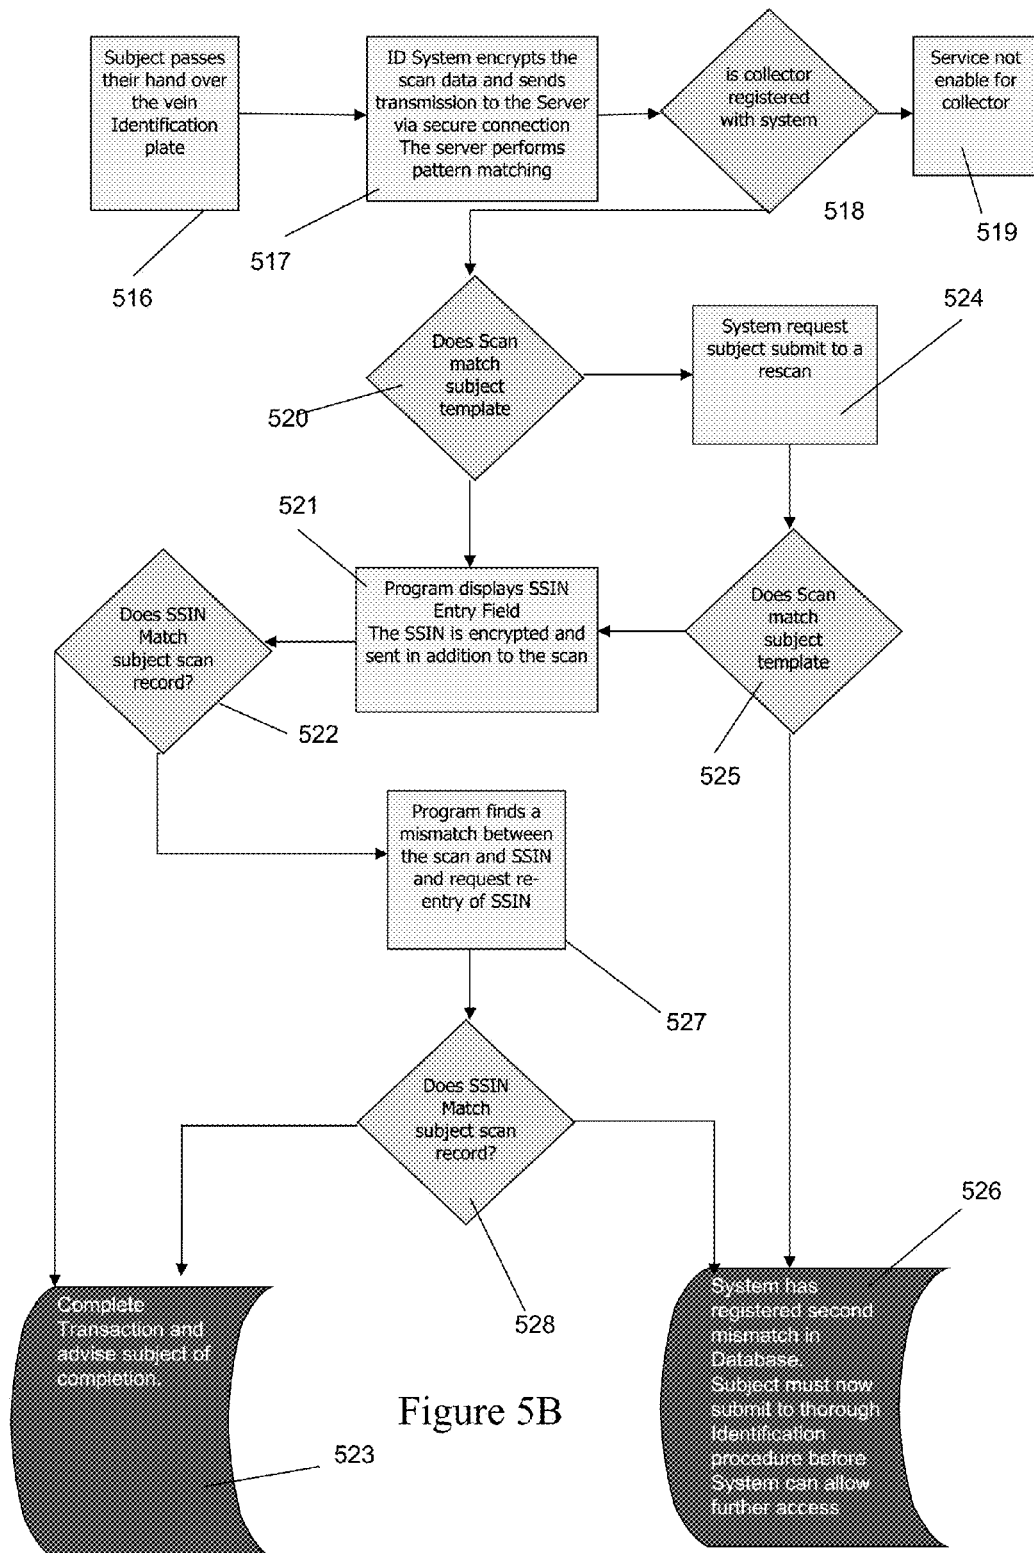 Subject passes
their hand over
the vein
Identification
plate
516
ID System encrypts the
scan data and sends
transmission to the Server
via secure connection
The server performs
pattern matching
517
is collector
registered
with system
518
Service not
enable for
collector
519
Does Scan
match
subject
template
520
System request
subject submit to a
rescan
524
521
Program displays SSIN
Entry Field
The SSIN is encrypted and
sent in addition to the scan
Does SSIN
Match
subject scan
record?
522
Does Scan
match
subject
template
525
Program finds a
mismatch between
the scan and SSIN
and request re-
entry of SSIN
527
Does SSIN
Match
subject scan
record?
528
526
Complete
Transaction and
advise subject of
completion.
523
System has
registered second
mismatch in
Database.
Subject must now
submit to thorough
Identification
procedure before
System can allow
further access
Figure 5B